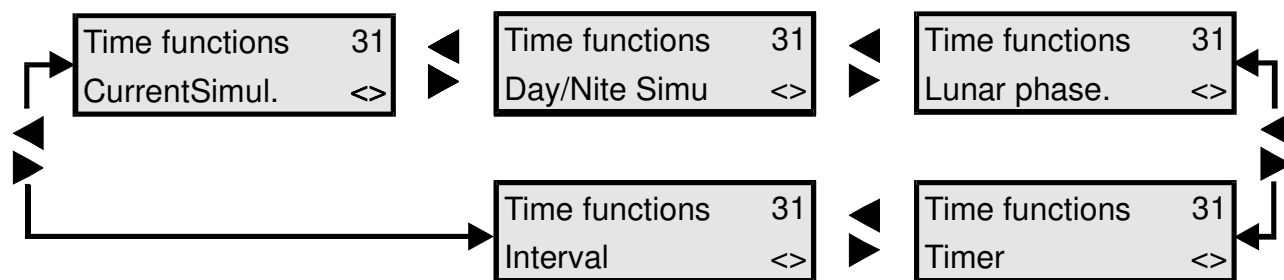 Time functions 31
CurrentSimul. <>
Time functions 31
Day/Nite Simu <>
Time functions 31
Lunar phase. <>
Time functions 31
Interval <>
Time functions 31
Timer <>